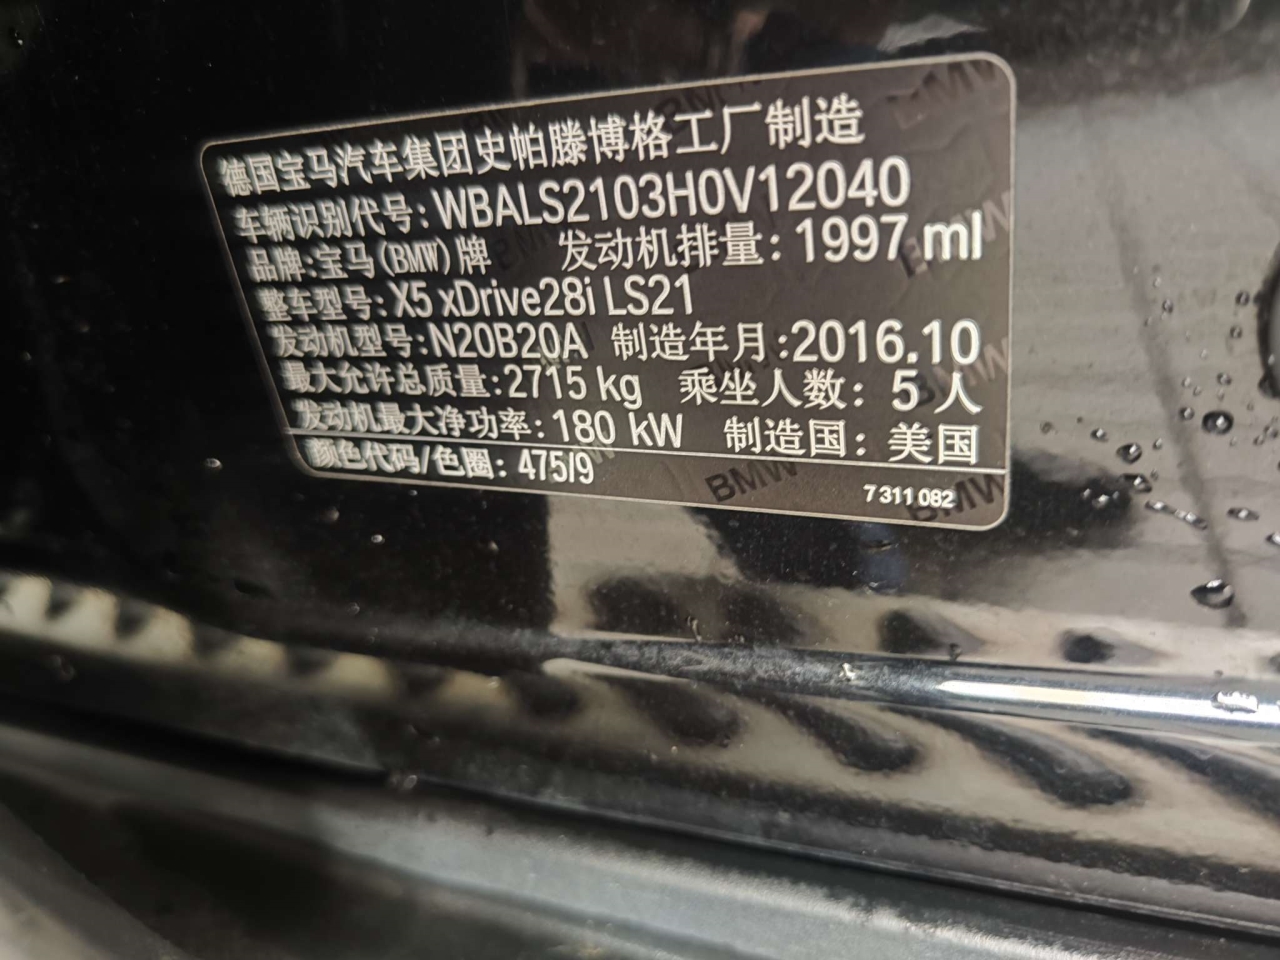 德国宝马汽车集团史帕滕博格工厂制造
车辆识别代号:WBALS2103H0V12040
品牌:宝马(BMW)牌 发动机排量:1997 ml
整车型号:X5 xDrive28i LS21
发动机型号:N20B20A 制造年月:2016.10
最大允许总质量:2715 kg 乘坐人数: 5人
发动机最大净功率:180 kW 制造国:美国
颜色代码/色圈: 475/9
7 311 082